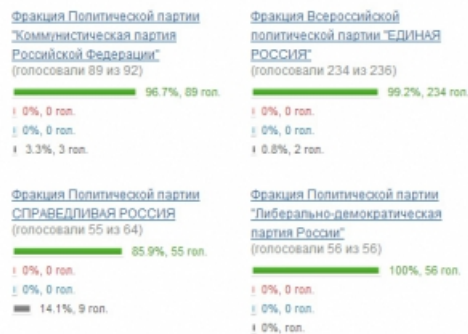 Фракция Политической партии
"Коммунистическая партия
Российской Федерации"
(голосовали 89 из 92)
96.7%, 89 гол.
0%, 0 гол.
0%, 0 гол.
3.3%, 3 гол.
Фракция Всероссийской
политической партии "ЕДИНАЯ
РОССИЯ"
(голосовали 234 из 236)
99.2%, 234 гол.
0%, 0 гол.
0%, 0 гол.
0.8%, 2 гол.
Фракция Политической партии
СПРАВЕДЛИВАЯ РОССИЯ
(голосовали 55 из 64)
85.9%, 55 гол.
0%, 0 гол.
0%, 0 гол.
14.1%, 9 гол.
Фракция Политической партии
"Либерально-демократическая
партия России"
(голосовали 56 из 56)
100%, 56 гол.
0%, 0 гол.
0%, 0 гол.
0%, гол.